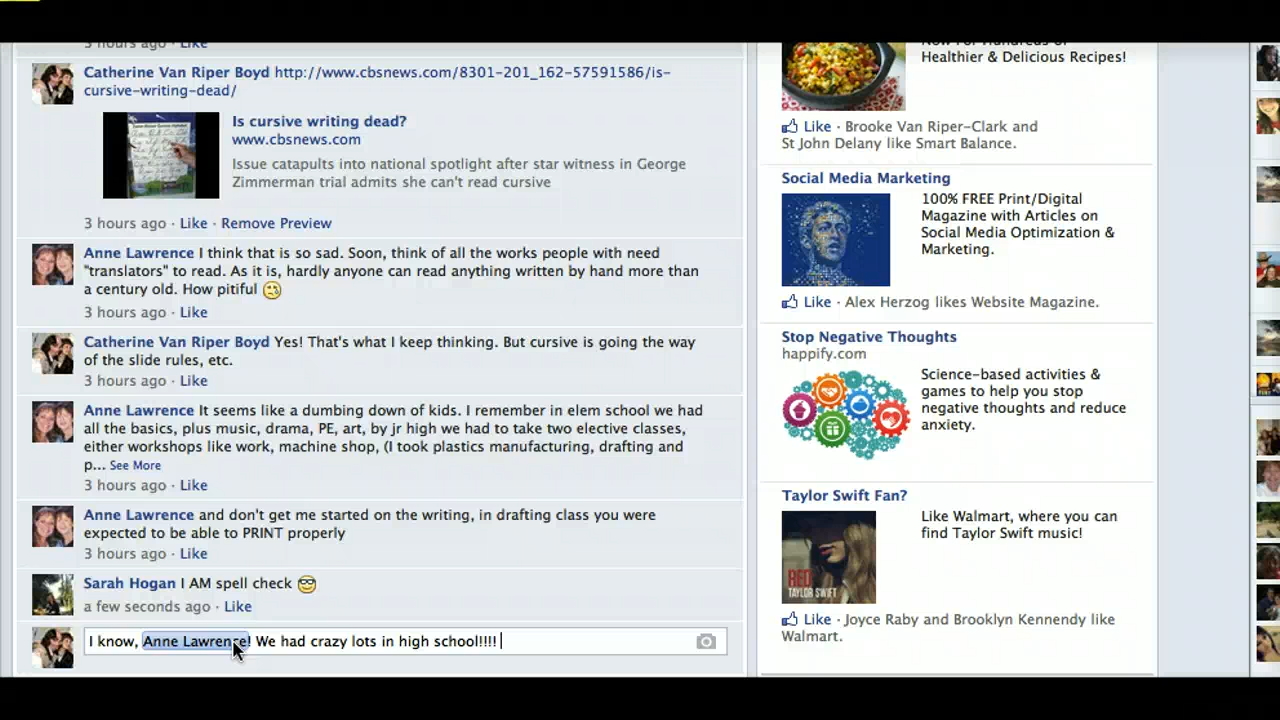 3 hours ago · Like
Catherine Van Riper Boyd http://www.cbsnews.com/8301-201_162-57591586/is-
cursive-writing-dead/
Is cursive writing dead?
www.cbsnews.com
Issue catapults into national spotlight after star witness in George
Zimmerman trial admits she can't read cursive
3 hours ago · Like · Remove Preview
Anne Lawrence I think that is so sad. Soon, think of all the works people with need
"translators" to read. As it is, hardly anyone can read anything written by hand more than
a century old. How pitiful
3 hours ago · Like
Catherine Van Riper Boyd Yes! That's what I keep thinking. But cursive is going the way
of the slide rules, etc.
3 hours ago · Like
Anne Lawrence It seems like a dumbing down of kids. I remember in elem school we had
all the basics, plus music, drama, PE, art, by jr high we had to take two elective classes,
either workshops like work, machine shop, (I took plastics manufacturing, drafting and
p... See More
3 hours ago · Like
Anne Lawrence and don't get me started on the writing, in drafting class you were
expected to be able to PRINT properly
3 hours ago · Like
Sarah Hogan I AM spell check
a few seconds ago · Like
I know, Anne Lawrence! We had crazy lots in high school!!!!
Now For Hundreds of
Healthier & Delicious Recipes!
Like · Brooke Van Riper-Clark and
St John Delany like Smart Balance.
Social Media Marketing
100% FREE Print/Digital
Magazine with Articles on
Social Media Optimization &
Marketing.
Like · Alex Herzog likes Website Magazine.
Stop Negative Thoughts
happify.com
Science-based activities &
games to help you stop
negative thoughts and reduce
anxiety.
Taylor Swift Fan?
RED
TAYLOR SWIFT
Like Walmart, where you can
find Taylor Swift music!
Like · Joyce Raby and Brooklyn Kennendy like
Walmart.